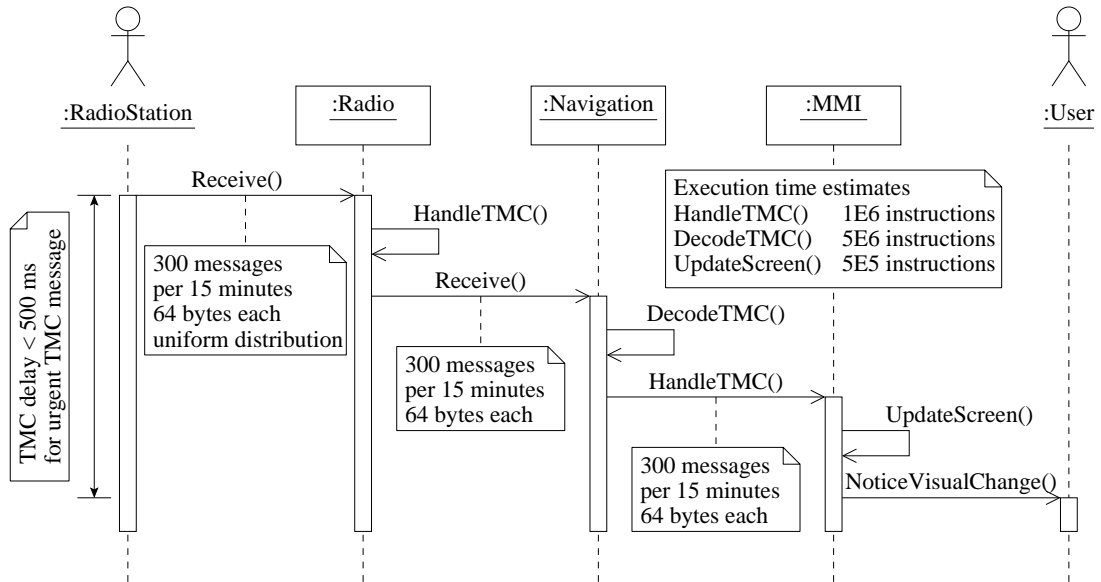 :RadioStation
:Radio
:Navigation
:MMI
:User
Receive()
HandleTMC()
300 messages
per 15 minutes
64 bytes each
uniform distribution
Receive()
300 messages
per 15 minutes
64 bytes each
DecodeTMC()
HandleTMC()
300 messages
per 15 minutes
64 bytes each
Execution time estimates
HandleTMC() 1E6 instructions
DecodeTMC() 5E6 instructions
UpdateScreen() 5E5 instructions
UpdateScreen()
NoticeVisualChange()
TMC delay < 500 ms
for urgent TMC message